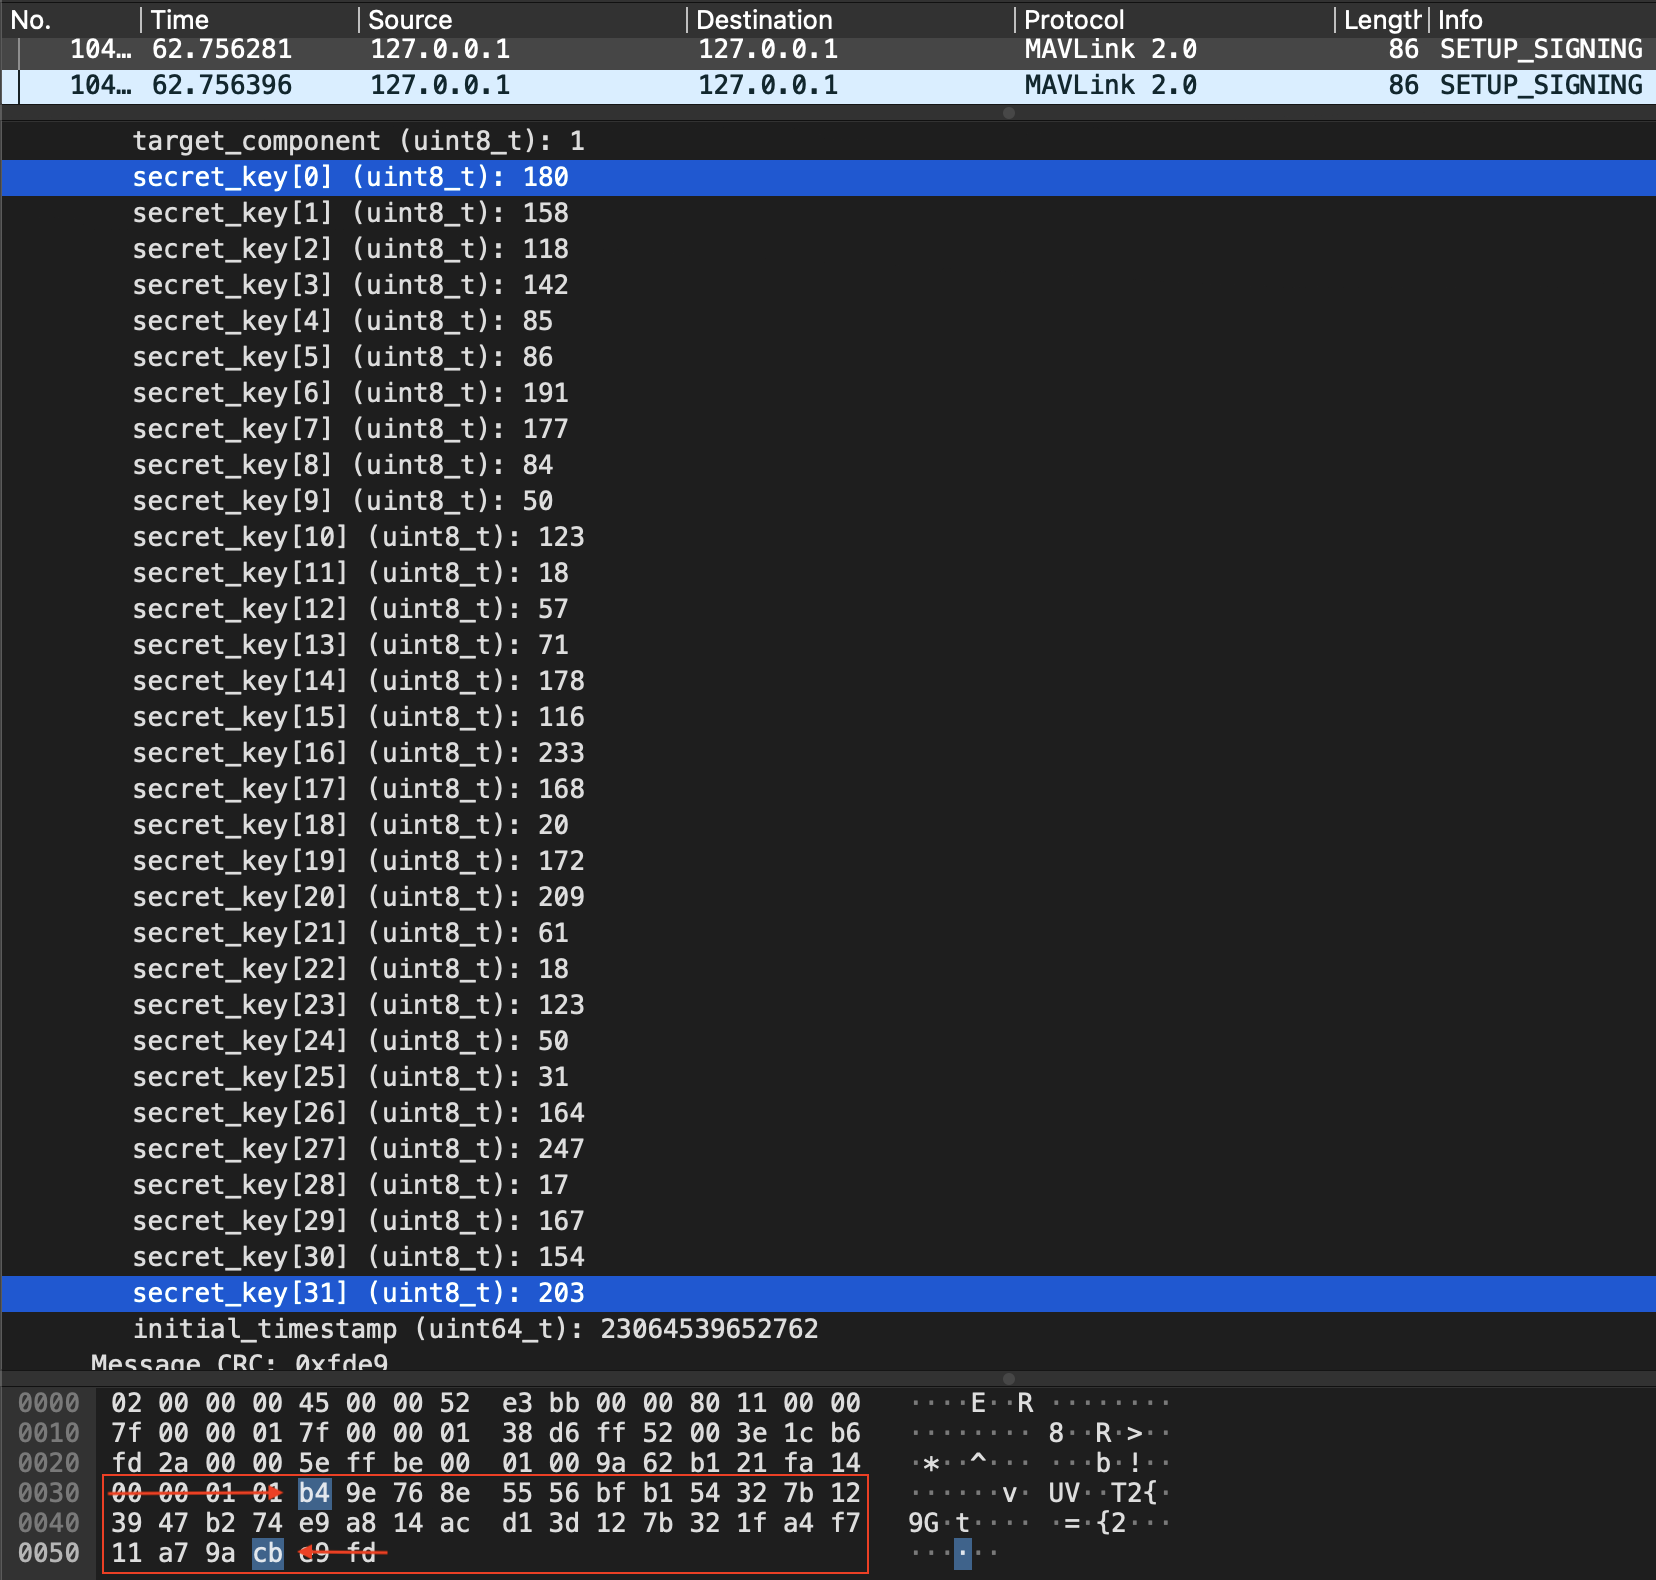 No. Time Source Destination Protocol Length Info
104… 62.756281 127.0.0.1 127.0.0.1 MAVLink 2.0 86 SETUP_SIGNING
104… 62.756396 127.0.0.1 127.0.0.1 MAVLink 2.0 86 SETUP_SIGNING
target_component (uint8_t): 1
secret_key[0] (uint8_t): 180
secret_key[1] (uint8_t): 158
secret_key[2] (uint8_t): 118
secret_key[3] (uint8_t): 142
secret_key[4] (uint8_t): 85
secret_key[5] (uint8_t): 86
secret_key[6] (uint8_t): 191
secret_key[7] (uint8_t): 177
secret_key[8] (uint8_t): 84
secret_key[9] (uint8_t): 50
secret_key[10] (uint8_t): 123
secret_key[11] (uint8_t): 18
secret_key[12] (uint8_t): 57
secret_key[13] (uint8_t): 71
secret_key[14] (uint8_t): 178
secret_key[15] (uint8_t): 116
secret_key[16] (uint8_t): 233
secret_key[17] (uint8_t): 168
secret_key[18] (uint8_t): 20
secret_key[19] (uint8_t): 172
secret_key[20] (uint8_t): 209
secret_key[21] (uint8_t): 61
secret_key[22] (uint8_t): 18
secret_key[23] (uint8_t): 123
secret_key[24] (uint8_t): 50
secret_key[25] (uint8_t): 31
secret_key[26] (uint8_t): 164
secret_key[27] (uint8_t): 247
secret_key[28] (uint8_t): 17
secret_key[29] (uint8_t): 167
secret_key[30] (uint8_t): 154
secret_key[31] (uint8_t): 203
initial_timestamp (uint64_t): 23064539652762
Message CRC: 0xfde9
0000 02 00 00 00 45 00 00 52 e3 bb 00 00 80 11 00 00 ····E··R ········
0010 7f 00 00 01 7f 00 00 01 38 d6 ff 52 00 3e 1c b6 ········ 8··R·>··
0020 fd 2a 00 00 5e ff be 00 01 00 9a 62 b1 21 fa 14 ·*··^··· ···b·!··
0030 00 00 01 01 b4 9e 76 8e 55 56 bf b1 54 32 7b 12 ······v· UV··T2{·
0040 39 47 b2 74 e9 a8 14 ac d1 3d 12 7b 32 1f a4 f7 9G·t···· ·=·{2···
0050 11 a7 9a cb e9 fd ······